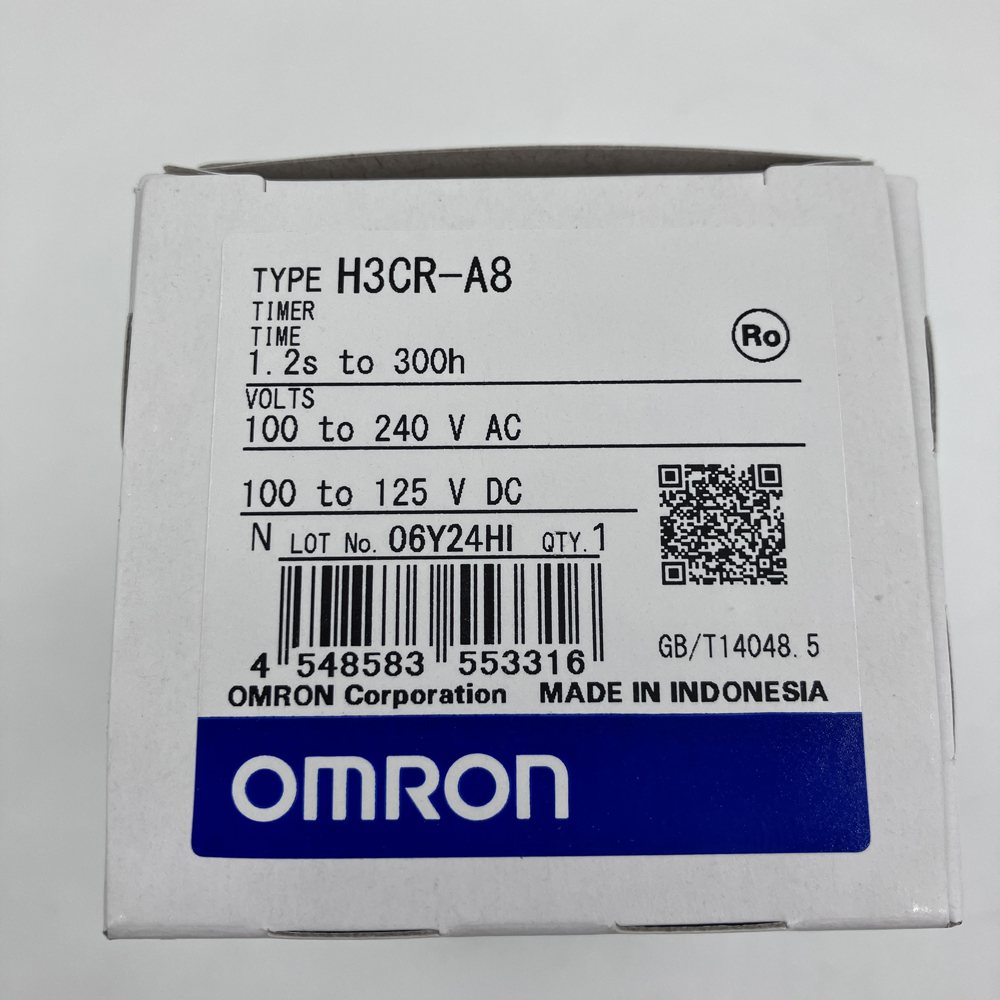 TYPE H3CR-A8
TIMER
TIME
1.2s to 300h
Ro
VOLTS
100 to 240 V AC
100 to 125 V DC
N LOT No. 06Y24HI QTY.1
4 548583 553316
GB/T14048.5
OMRON Corporation MADE IN INDONESIA
OMRON